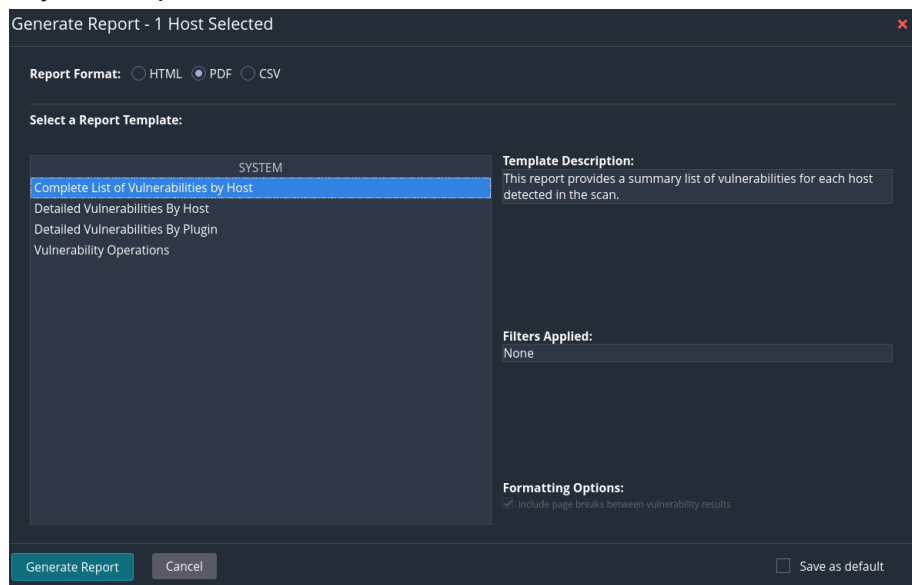 Generate Report - 1 Host Selected
Report Format: HTML PDF CSV
Select a Report Template:
SYSTEM
Complete List of Vulnerabilities by Host
Detailed Vulnerabilities By Host
Detailed Vulnerabilities By Plugin
Vulnerability Operations
Template Description:
This report provides a summary list of vulnerabilities for each host
detected in the scan.
Filters Applied:
None
Formatting Options:
Include page breaks between vulnerability results
Generate Report Cancel Save as default